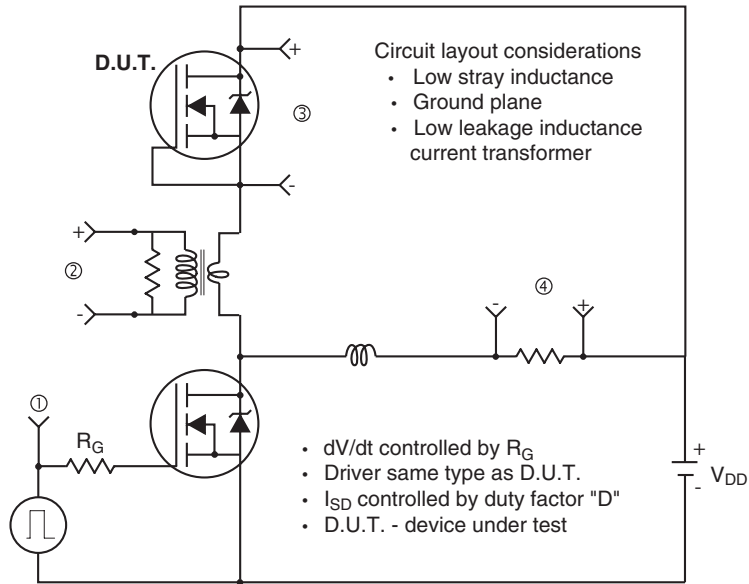 D.U.T.
+
Circuit layout considerations
• Low stray inductance
• Ground plane
• Low leakage inductance
current transformer
③
-
+
②
-
④
-
+
①
R_G
• dV/dt controlled by R_G
• Driver same type as D.U.T.
• I_SD controlled by duty factor "D"
• D.U.T. - device under test
+
V_DD
-